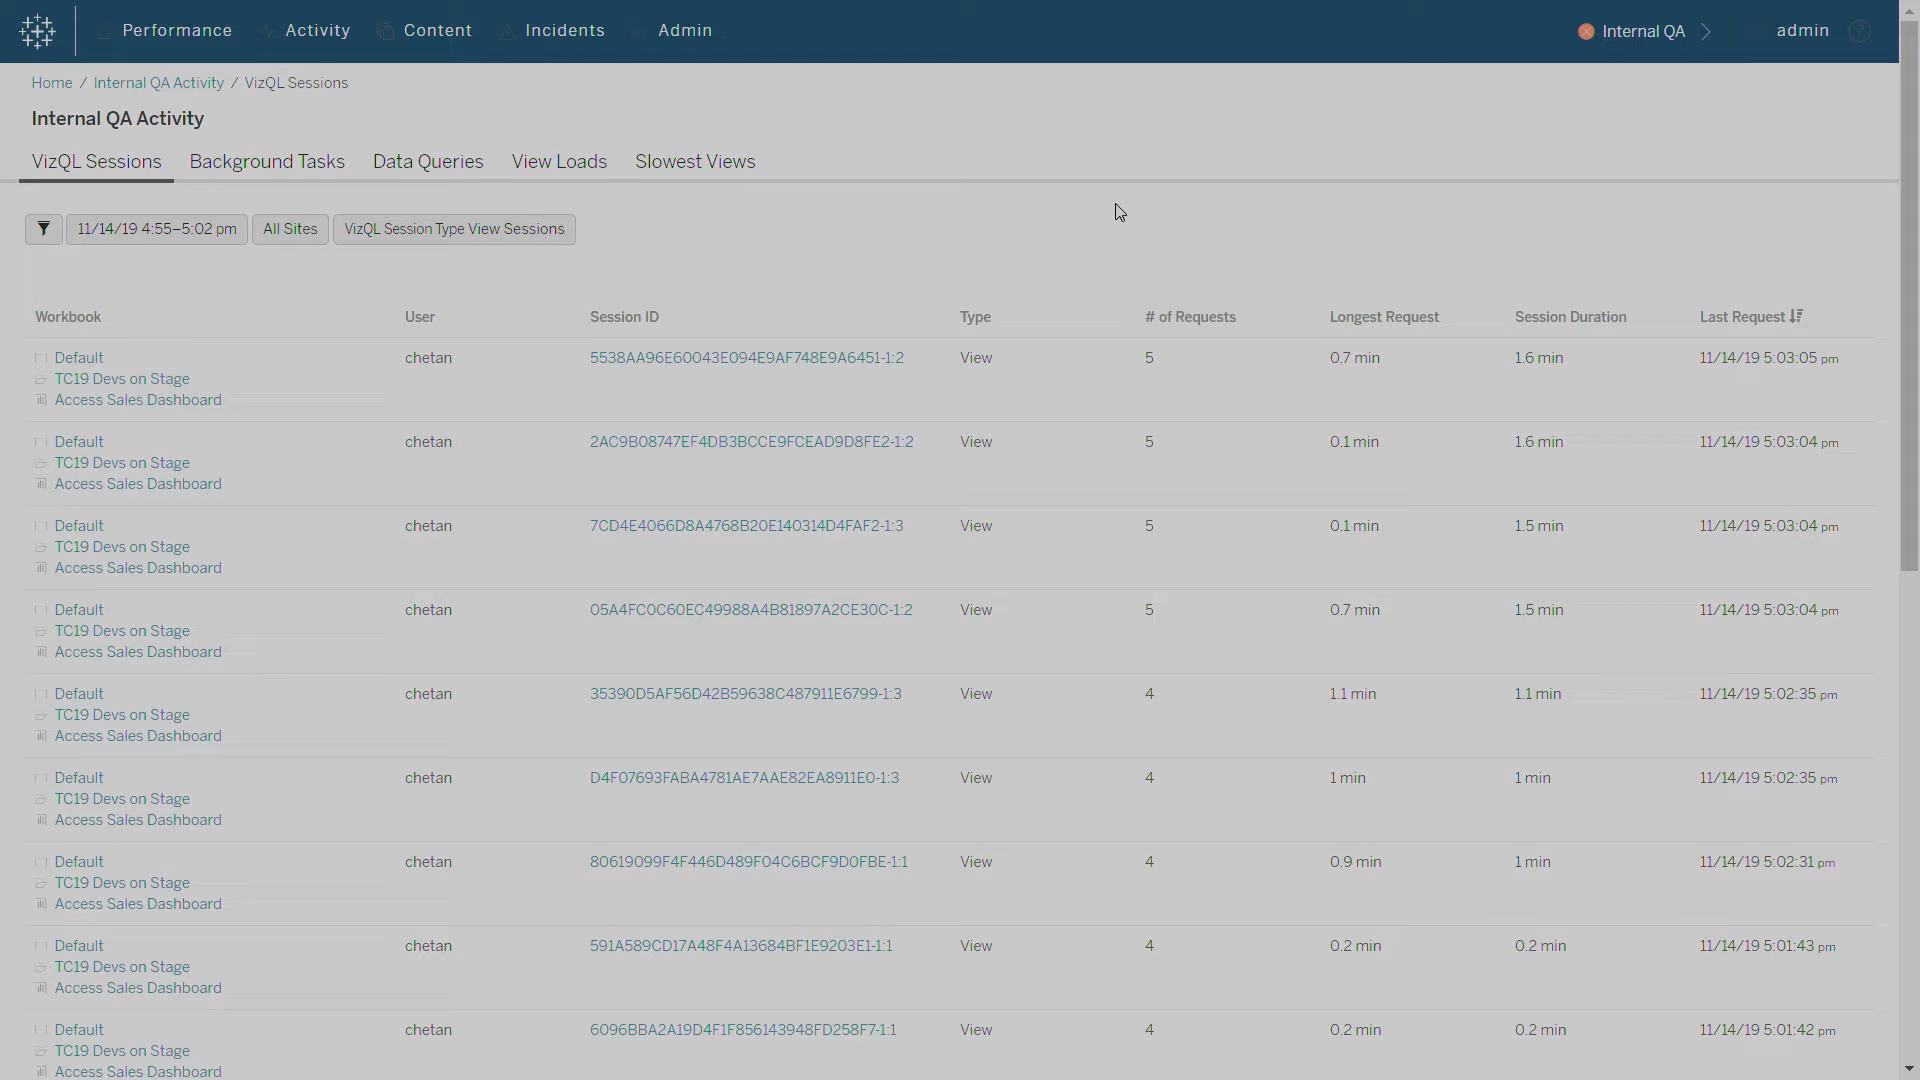 Performance Activity Content Incidents Admin Internal QA admin
Home / Internal QA Activity / VizQL Sessions
Internal QA Activity
VizQL Sessions Background Tasks Data Queries View Loads Slowest Views
11/14/19 4:55–5:02 pm All Sites VizQL Session Type View Sessions
Workbook User Session ID Type # of Requests Longest Request Session Duration Last Request
Default chetan 5538AA96E60043E094E9AF748E9A6451-1:2 View 5 0.7 min 1.6 min 11/14/19 5:03:05 pm
TC19 Devs on Stage
Access Sales Dashboard
Default chetan 2AC9B08747EF4DB3BCCE9FCEAD9D8FE2-1:2 View 5 0.1 min 1.6 min 11/14/19 5:03:04 pm
TC19 Devs on Stage
Access Sales Dashboard
Default chetan 7CD4E4066D8A4768B20E140314D4FAF2-1:3 View 5 0.1 min 1.5 min 11/14/19 5:03:04 pm
TC19 Devs on Stage
Access Sales Dashboard
Default chetan 05A4FC0C60EC49988A4B81897A2CE30C-1:2 View 5 0.7 min 1.5 min 11/14/19 5:03:04 pm
TC19 Devs on Stage
Access Sales Dashboard
Default chetan 35390D5AF56D42B59638C487911E6799-1:3 View 4 1.1 min 1.1 min 11/14/19 5:02:35 pm
TC19 Devs on Stage
Access Sales Dashboard
Default chetan D4F07693FABA4781AE7AAE82EA8911E0-1:3 View 4 1 min 1 min 11/14/19 5:02:35 pm
TC19 Devs on Stage
Access Sales Dashboard
Default chetan 80619099F4F446D489F04C6BCF9D0FBE-1:1 View 4 0.9 min 1 min 11/14/19 5:02:31 pm
TC19 Devs on Stage
Access Sales Dashboard
Default chetan 591A589CD17A48F4A13684BF1E9203E1-1:1 View 4 0.2 min 0.2 min 11/14/19 5:01:43 pm
TC19 Devs on Stage
Access Sales Dashboard
Default chetan 6096BBA2A19D4F1F856143948FD258F7-1:1 View 4 0.2 min 0.2 min 11/14/19 5:01:42 pm
TC19 Devs on Stage
Access Sales Dashboard